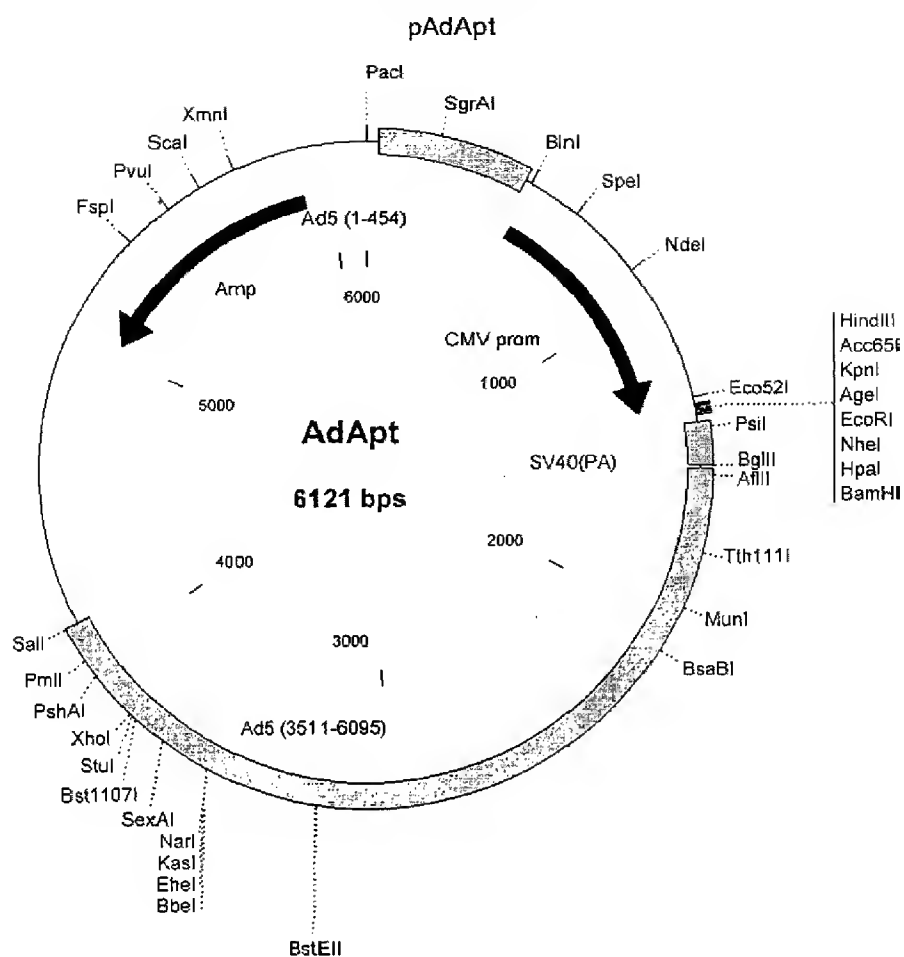 pAdApt
PacI
SgrAI
XmnI
BlnI
ScaI
SpeI
PvuI
FspI
NdeI
Ad5 (1-454)
6000
Amp
CMV prom
1000
5000
HindIII
Acc65I
KpnI
AgeI
EcoRI
NheI
HpaI
BamHI
Eco52I
PsiI
AdApt
SV40(PA)
BglII
AflII
6121 bps
2000
Tth111I
4000
MunI
3000
BsaBI
SalI
PmlI
PshAI
Ad5 (3511-6095)
XhoI
StuI
Bst1107I
SexAI
NarI
KasI
EheI
BbeI
BstEII